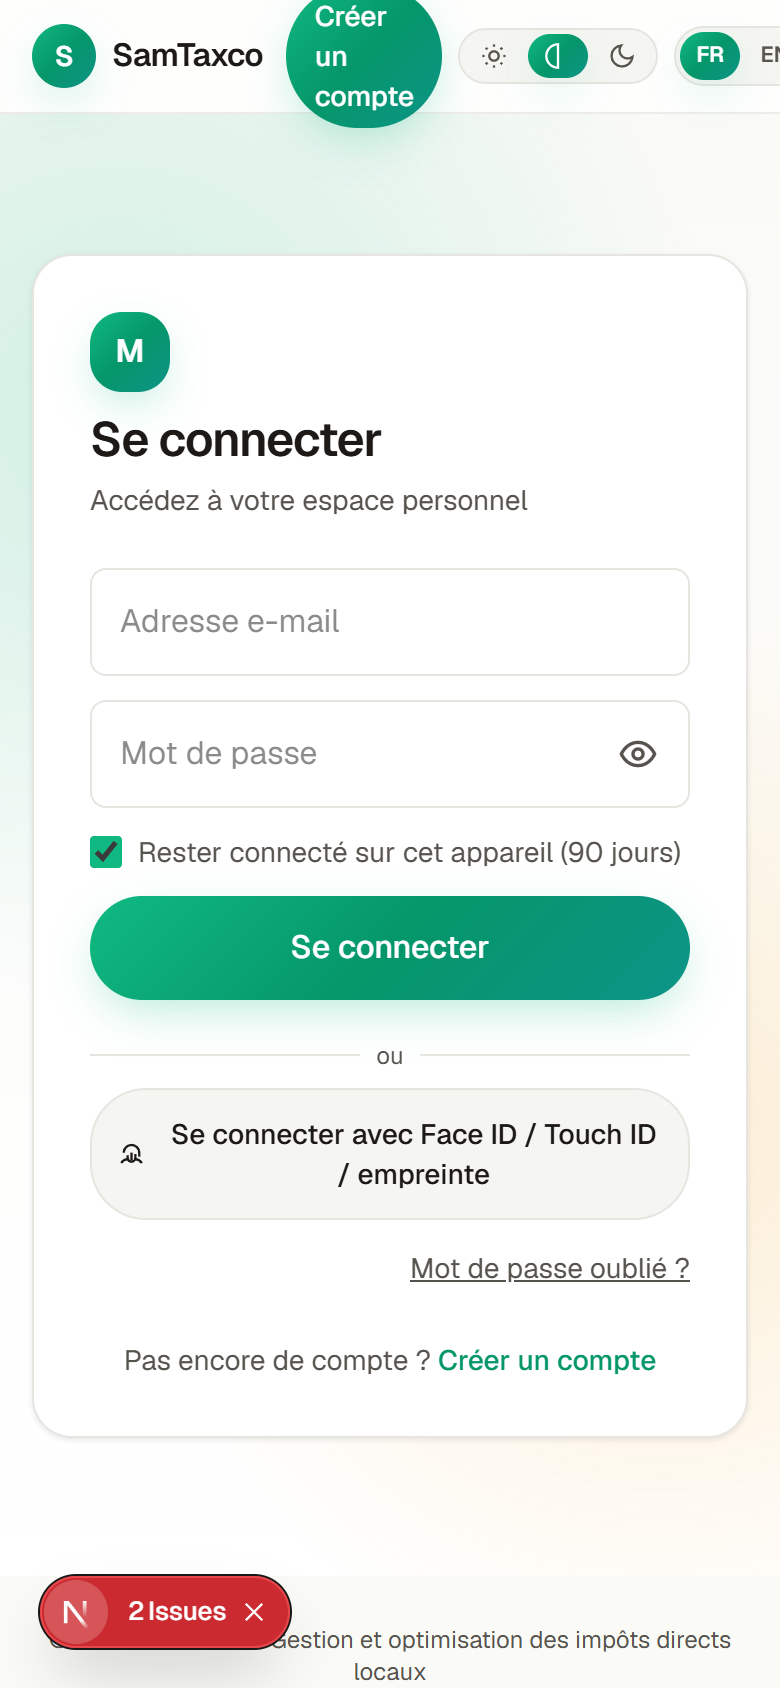 S
SamTaxco
Créer
un
compte
FR
M
Se connecter
Accédez à votre espace personnel
Adresse e-mail
Mot de passe
Rester connecté sur cet appareil (90 jours)
Se connecter
ou
Se connecter avec Face ID / Touch ID
/ empreinte
Mot de passe oublié ?
Pas encore de compte ? Créer un compte
N
2 Issues
Gestion et optimisation des impôts directs
locaux